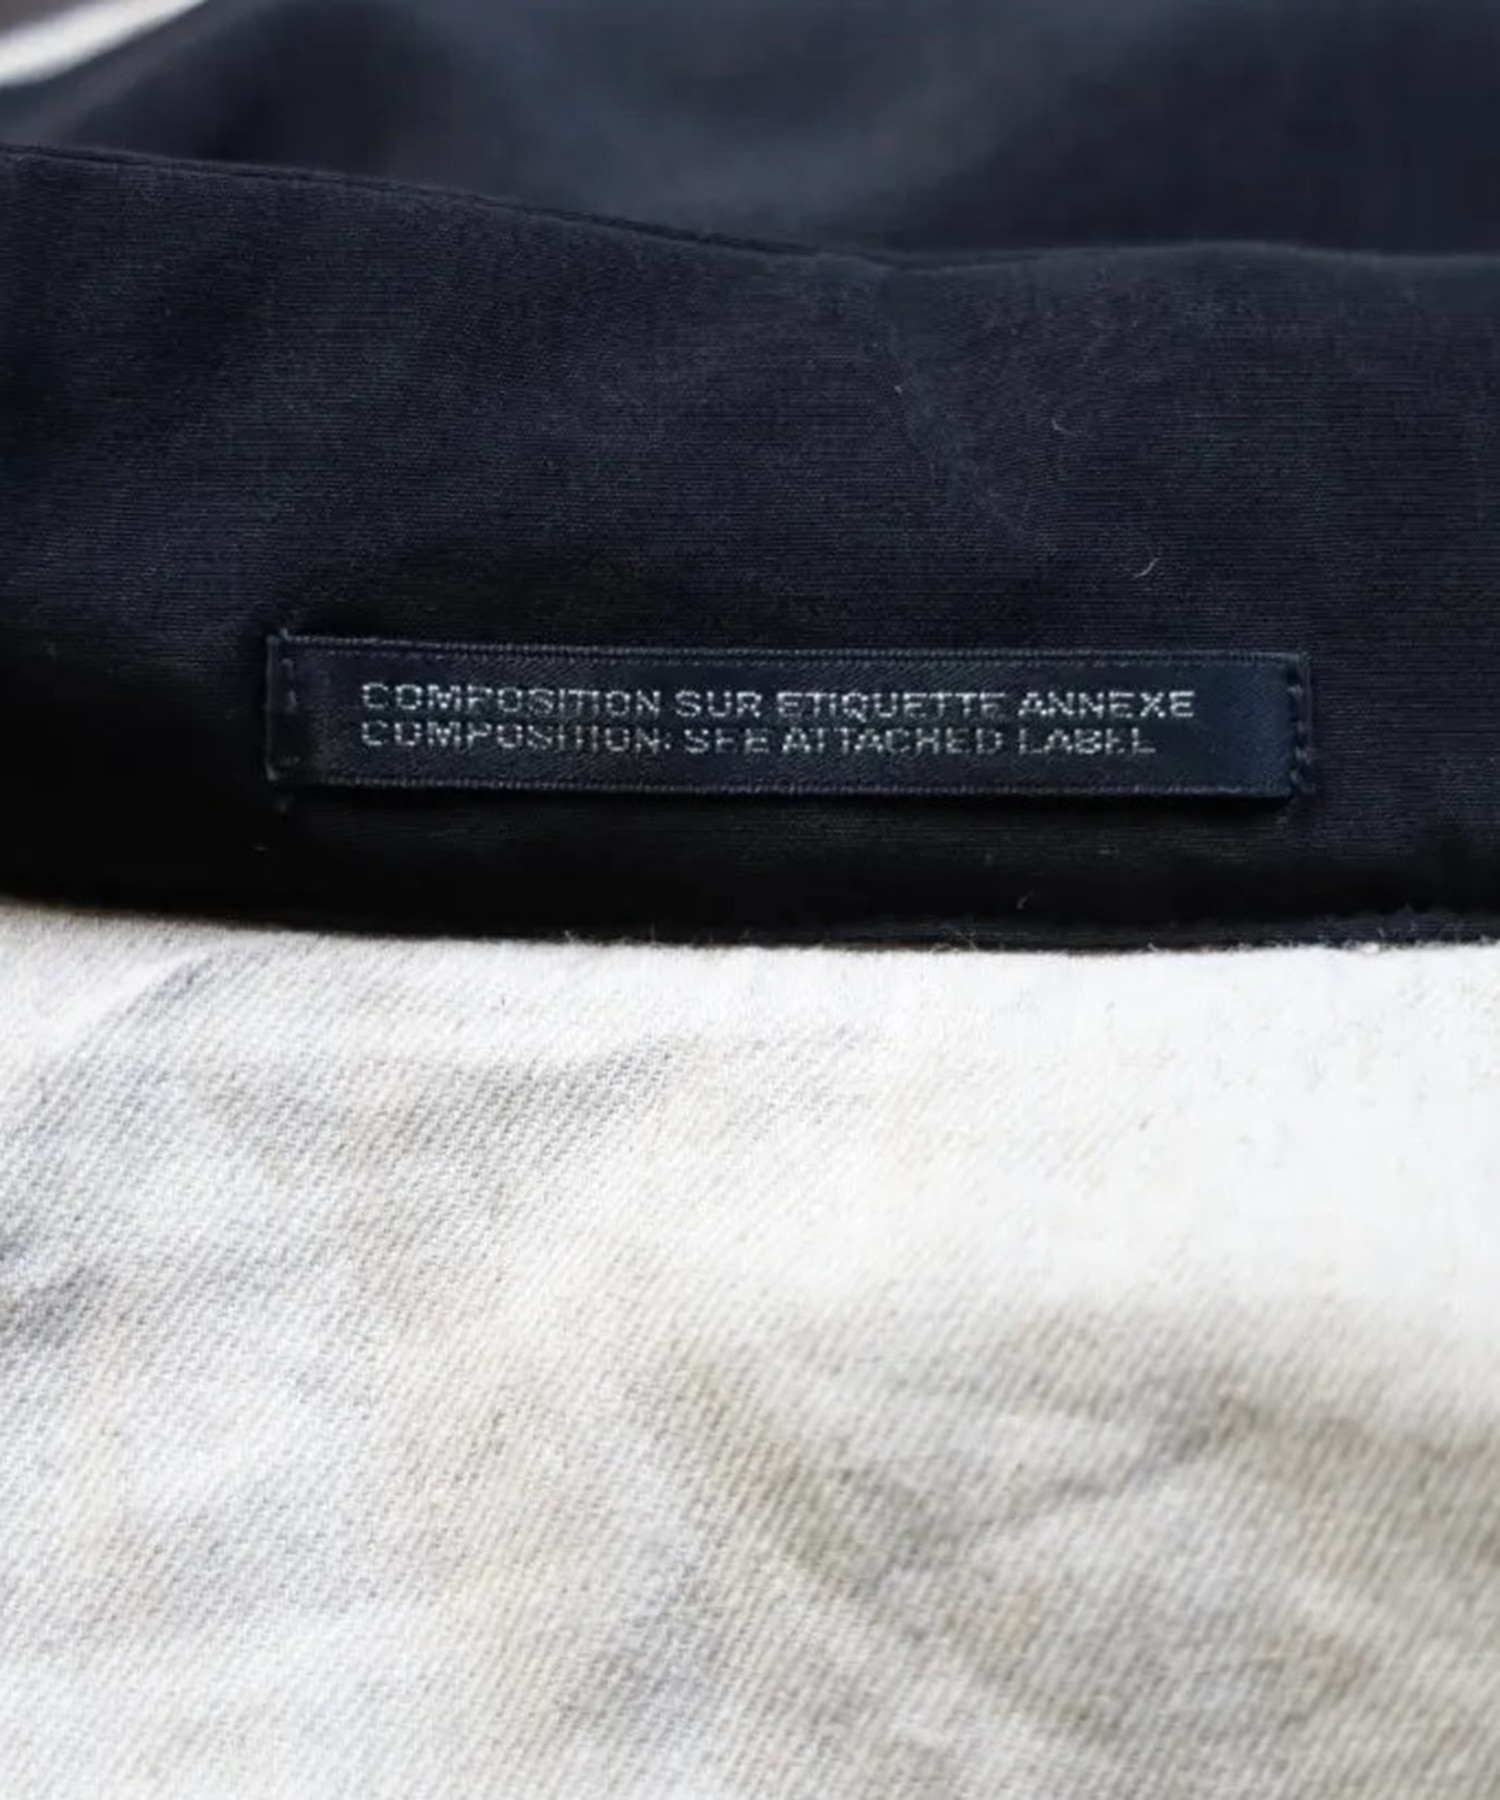 COMPOSITION SUR ETIQUETTE ANNEXE
COMPOSITION: SEE ATTACHED LABEL